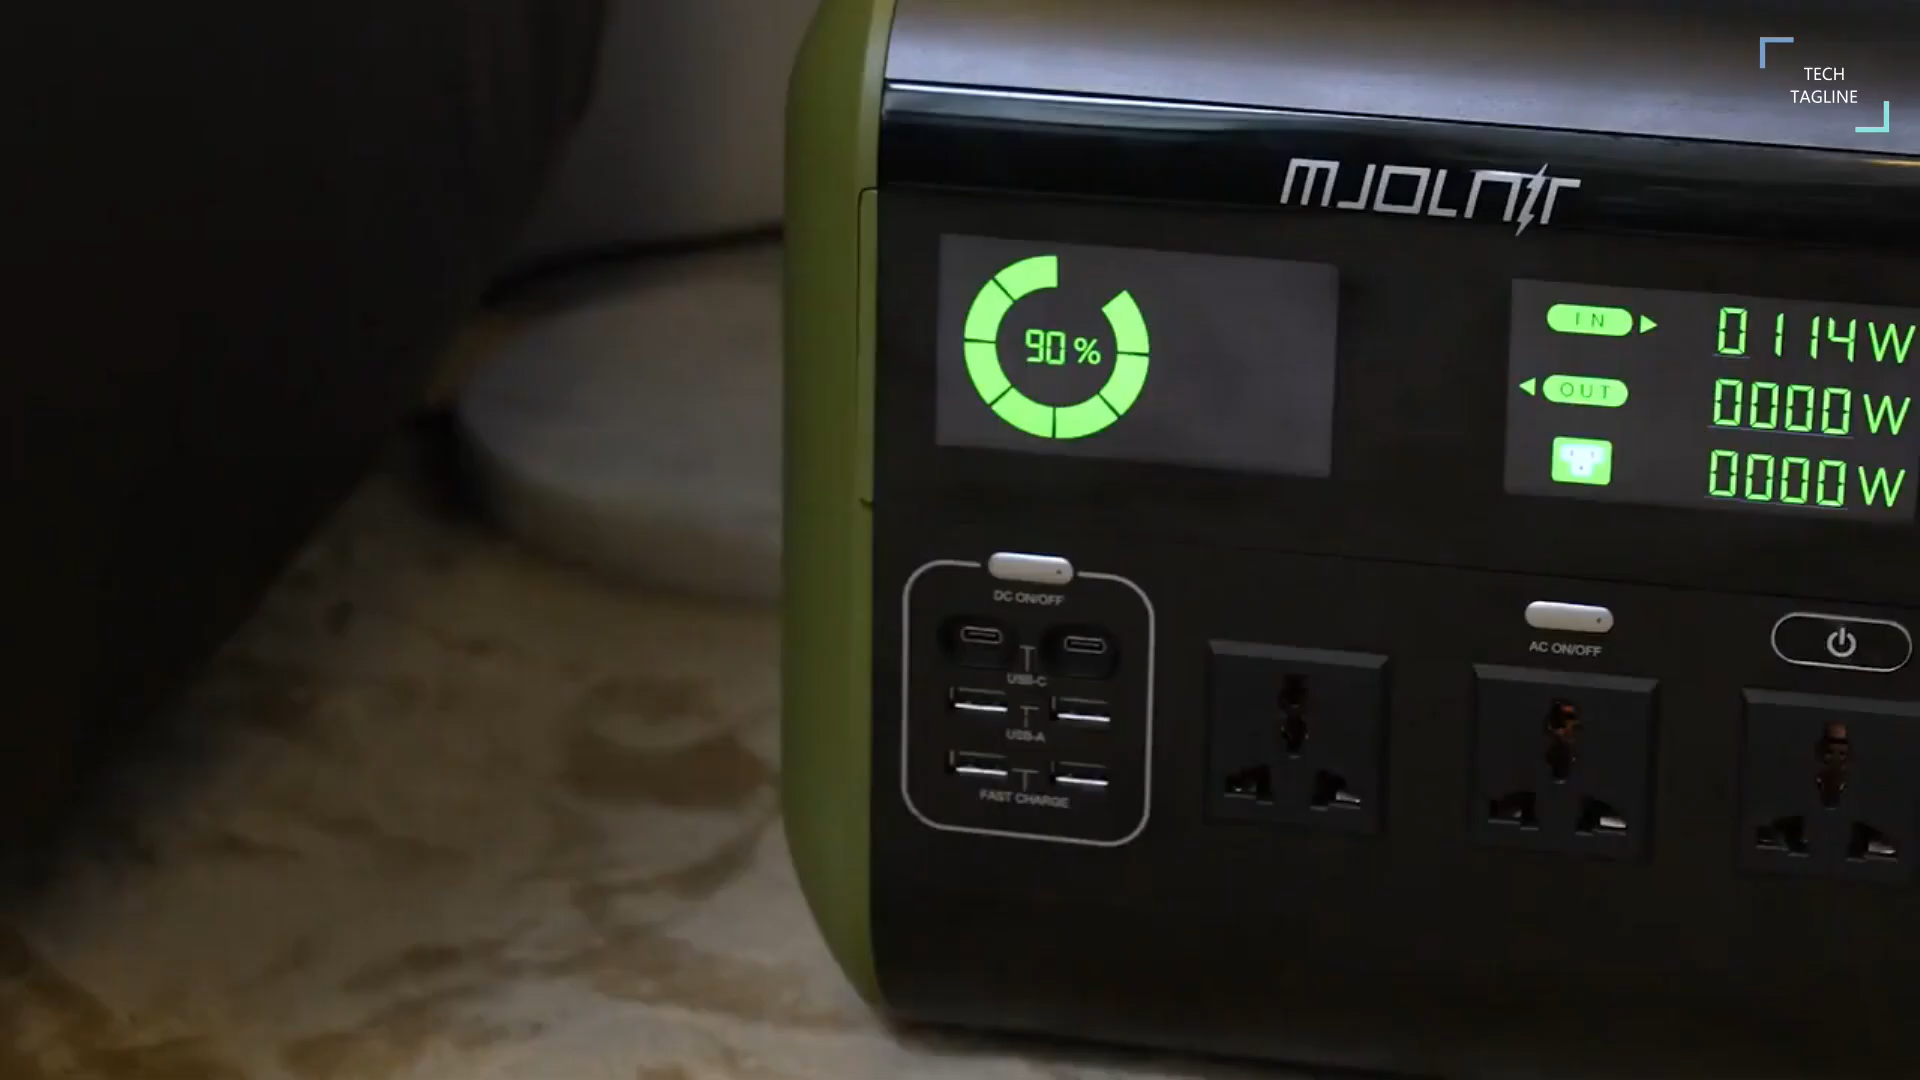 TECH
TAGLINE
MJOLNIR
90%
IN
0114W
OUT
0000W
0000W
DC ON/OFF
USB-C
USB-A
FAST CHARGE
AC ON/OFF